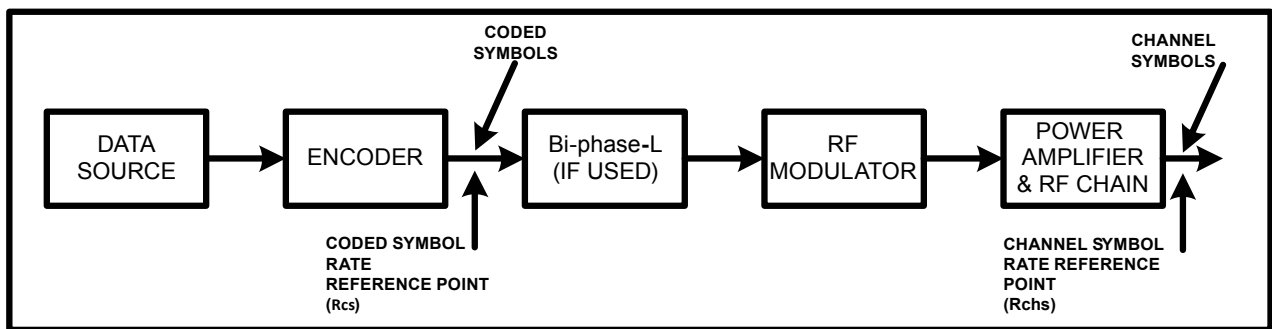 CODED
SYMBOLS
CHANNEL
SYMBOLS
DATA
SOURCE
ENCODER
Bi-phase-L
(IF USED)
RF
MODULATOR
POWER
AMPLIFIER
& RF CHAIN
CODED SYMBOL
RATE
REFERENCE POINT
(Rcs)
CHANNEL SYMBOL
RATE REFERENCE
POINT
(Rchs)